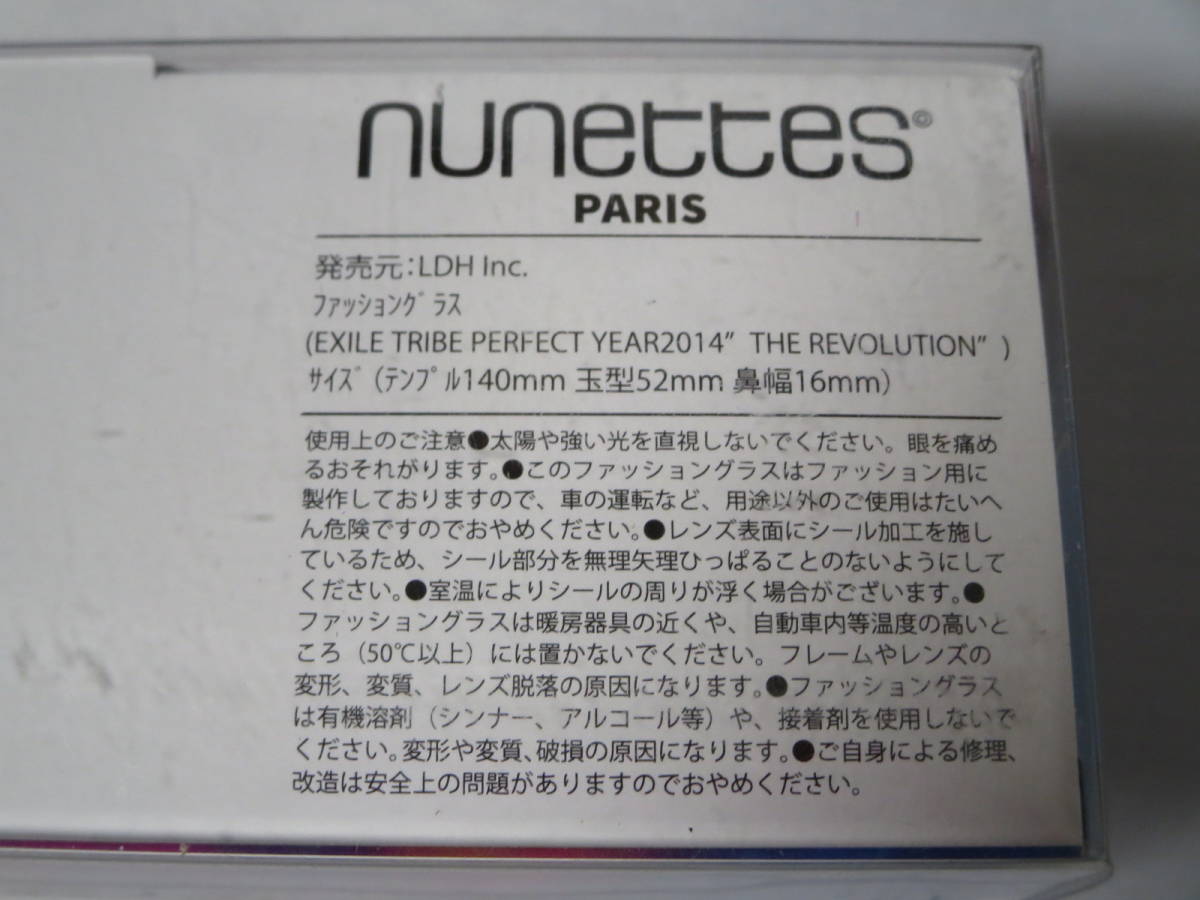 nunettes©
PARIS
発売元:LDH Inc.
ﾌｧｯｼｮﾝｸﾞﾗｽ
(EXILE TRIBE PERFECT YEAR2014” THE REVOLUTION” )
ｻｲｽﾞ(ﾃﾝﾌﾟﾙ140mm 玉型52mm 鼻幅16mm)
使用上のご注意●太陽や強い光を直視しないでください。眼を痛め
るおそれがります。●このファッショングラスはファッション用に
製作しておりますので、車の運転など、用途以外のご使用はたいへ
ん危険ですのでおやめください。●レンズ表面にシール加工を施し
ているため、シール部分を無理矢理ひっぱることのないようにして
ください。●室温によりシールの周りが浮く場合がございます。●
ファッショングラスは暖房器具の近くや、自動車内等温度の高いと
ころ（50℃以上）には置かないでください。フレームやレンズの
変形、変質、レンズ脱落の原因になります。●ファッショングラス
は有機溶剤（シンナー、アルコール等）や、接着剤を使用しないで
ください。変形や変質、破損の原因になります。●ご自身による修理、
改造は安全上の問題がありますのでおやめください。